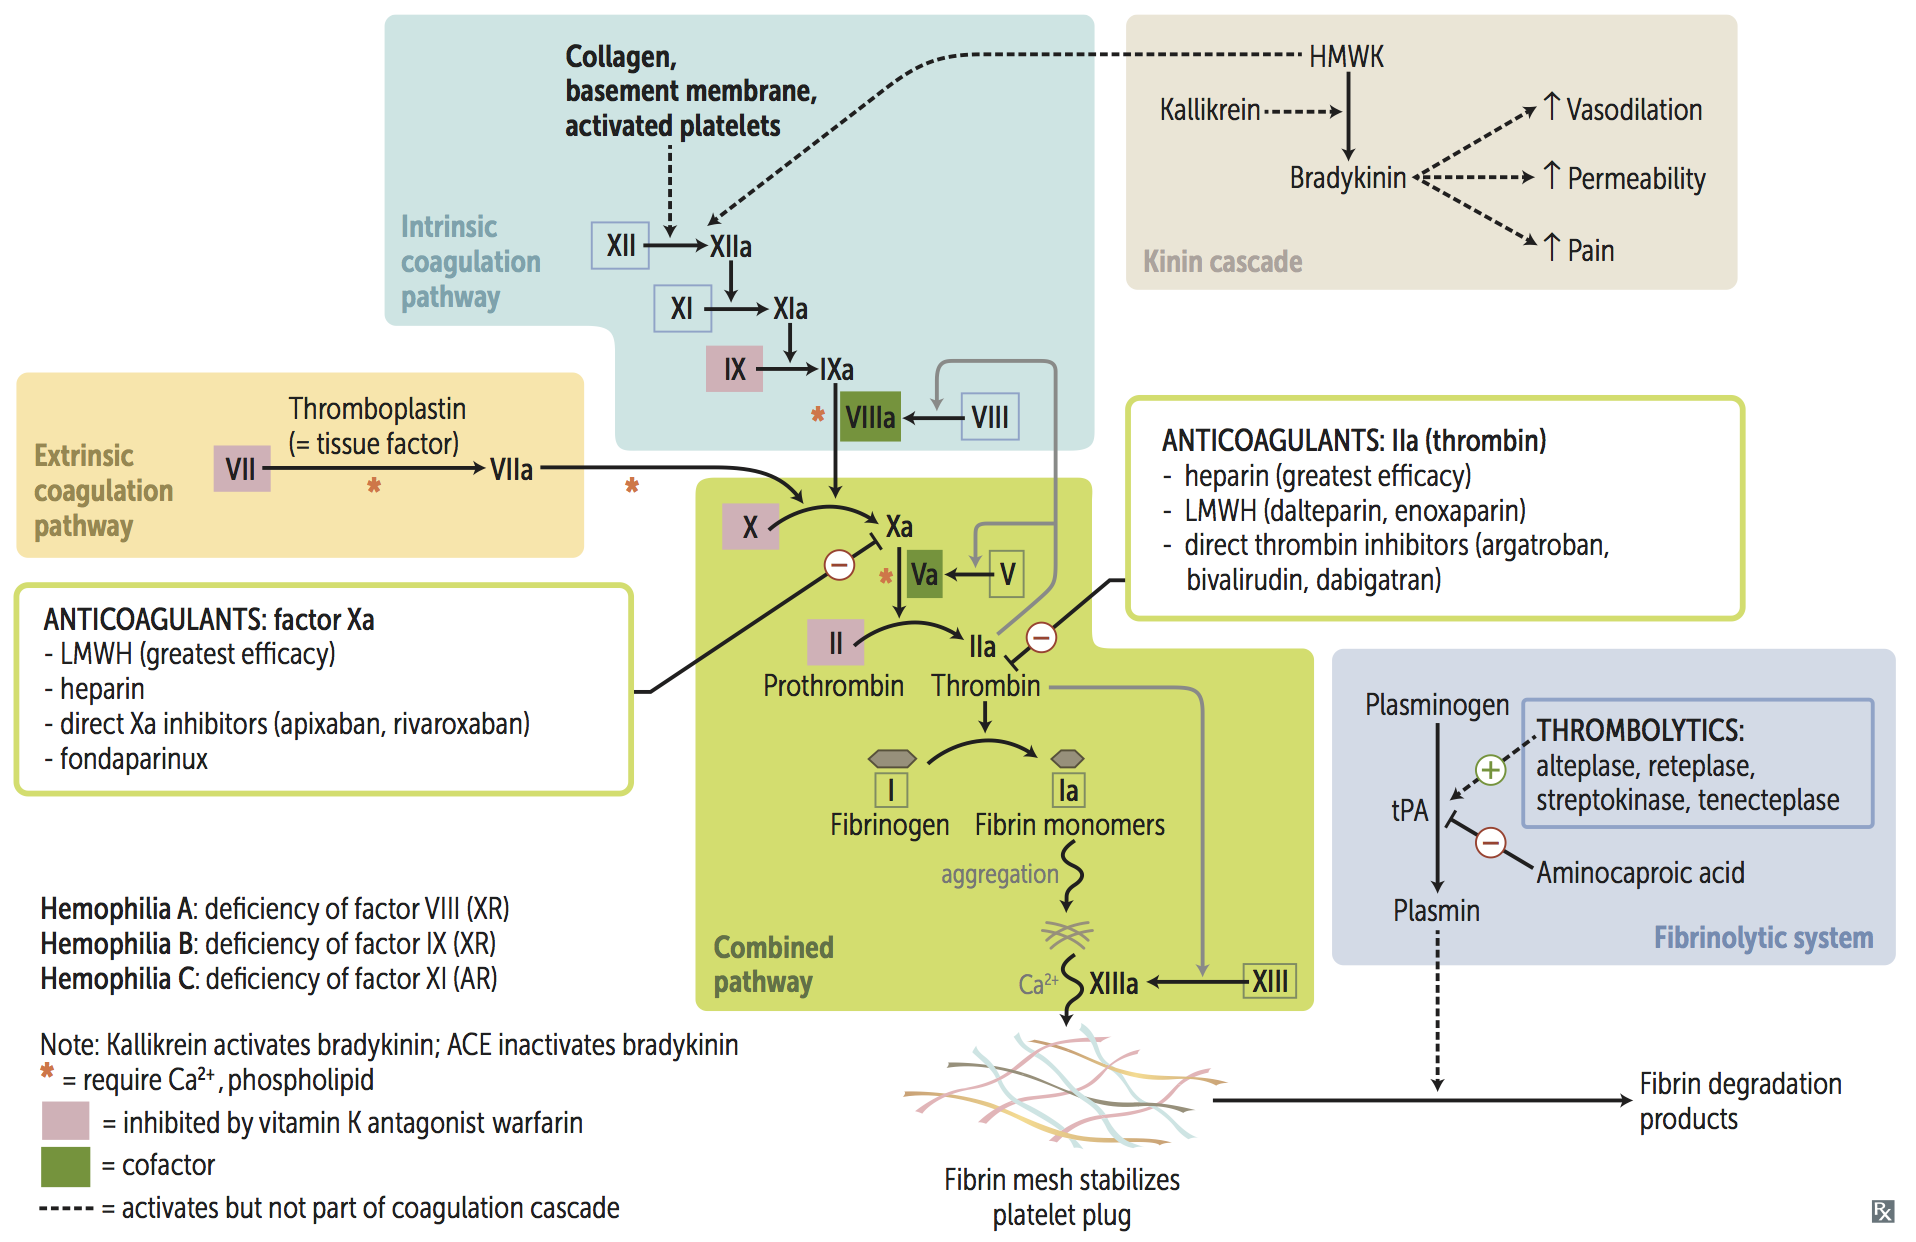 Collagen,
basement membrane,
activated platelets
HMWK
Kallikrein
↑ Vasodilation
Bradykinin
↑ Permeability
↑ Pain
Kinin cascade
Intrinsic
coagulation
pathway
XII
XIIa
XI
XIa
IX
IXa
* VIIIa
VIII
Thromboplastin
(= tissue factor)
Extrinsic
coagulation
pathway
VII
VIIa
*
*
ANTICOAGULANTS: IIa (thrombin)
- heparin (greatest efficacy)
- LMWH (dalteparin, enoxaparin)
- direct thrombin inhibitors (argatroban,
bivalirudin, dabigatran)
X
Xa
−
* Va
V
ANTICOAGULANTS: factor Xa
- LMWH (greatest efficacy)
- heparin
- direct Xa inhibitors (apixaban, rivaroxaban)
- fondaparinux
II
IIa
−
Prothrombin
Thrombin
I
Ia
Fibrinogen
Fibrin monomers
aggregation
Combined
pathway
Ca²⁺
XIIIa
XIII
Plasminogen
THROMBOLYTICS:
alteplase, reteplase,
streptokinase, tenecteplase
+
tPA
−
Aminocaproic acid
Plasmin
Fibrinolytic system
Hemophilia A: deficiency of factor VIII (XR)
Hemophilia B: deficiency of factor IX (XR)
Hemophilia C: deficiency of factor XI (AR)
Note: Kallikrein activates bradykinin; ACE inactivates bradykinin
* = require Ca²⁺, phospholipid
= inhibited by vitamin K antagonist warfarin
= cofactor
= activates but not part of coagulation cascade
Fibrin mesh stabilizes
platelet plug
Fibrin degradation
products
Rx